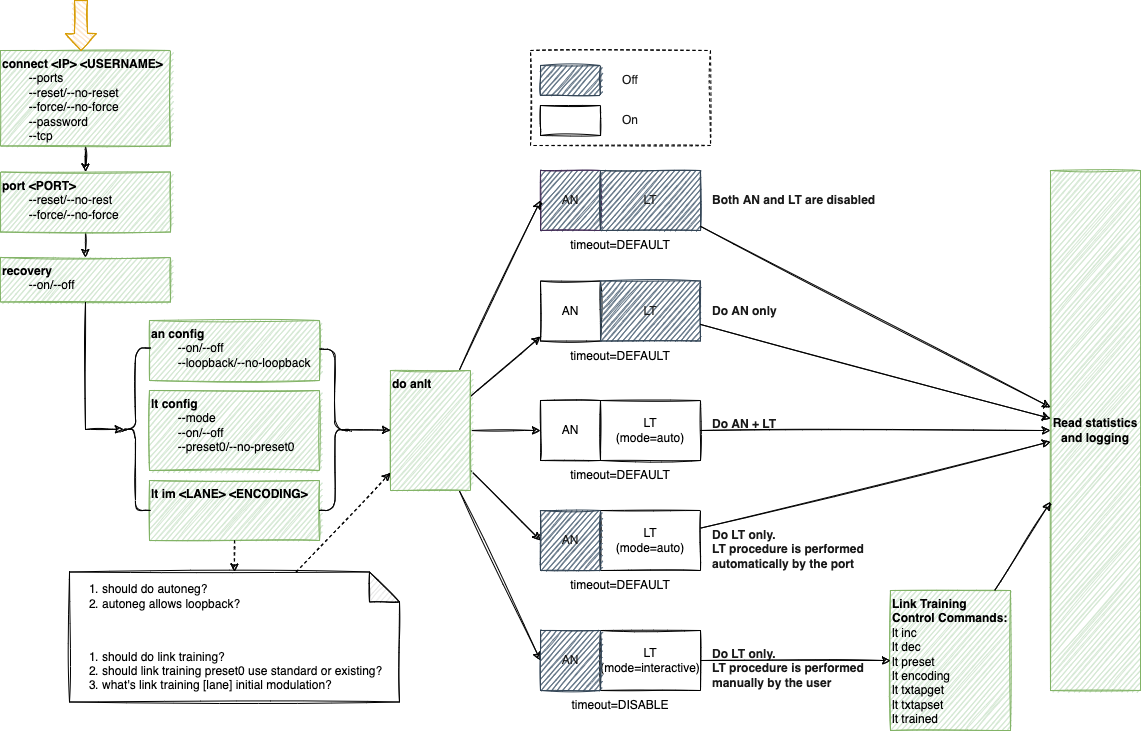 connect <IP> <USERNAME>
--ports
--reset/--no-reset
--force/--no-force
--password
--tcp
port <PORT>
--reset/--no-rest
--force/--no-force
recovery
--on/--off
an config
--on/--off
--loopback/--no-loopback
lt config
--mode
--on/--off
--preset0/--no-preset0
lt im <LANE> <ENCODING>
1. should do autoneg?
2. autoneg allows loopback?
1. should do link training?
2. should link training preset0 use standard or existing?
3. what's link training [lane] initial modulation?
do anlt
Off
On
AN
LT
Both AN and LT are disabled
timeout=DEFAULT
AN
LT
Do AN only
timeout=DEFAULT
AN
LT
(mode=auto)
Do AN + LT
timeout=DEFAULT
AN
LT
(mode=auto)
Do LT only.
LT procedure is performed
automatically by the port
timeout=DEFAULT
AN
LT
(mode=interactive)
Do LT only.
LT procedure is performed
manually by the user
timeout=DISABLE
Link Training
Control Commands:
lt inc
lt dec
lt preset
lt encoding
lt txtapget
lt txtapset
lt trained
Read statistics
and logging